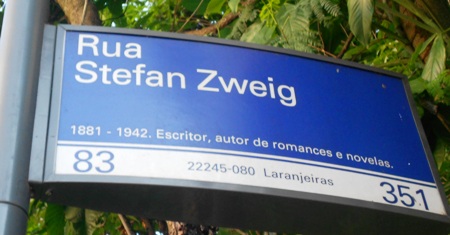 Rua
Stefan Zweig
1881 - 1942. Escritor, autor de romances e novelas.
83 22245-080 Laranjeiras 351